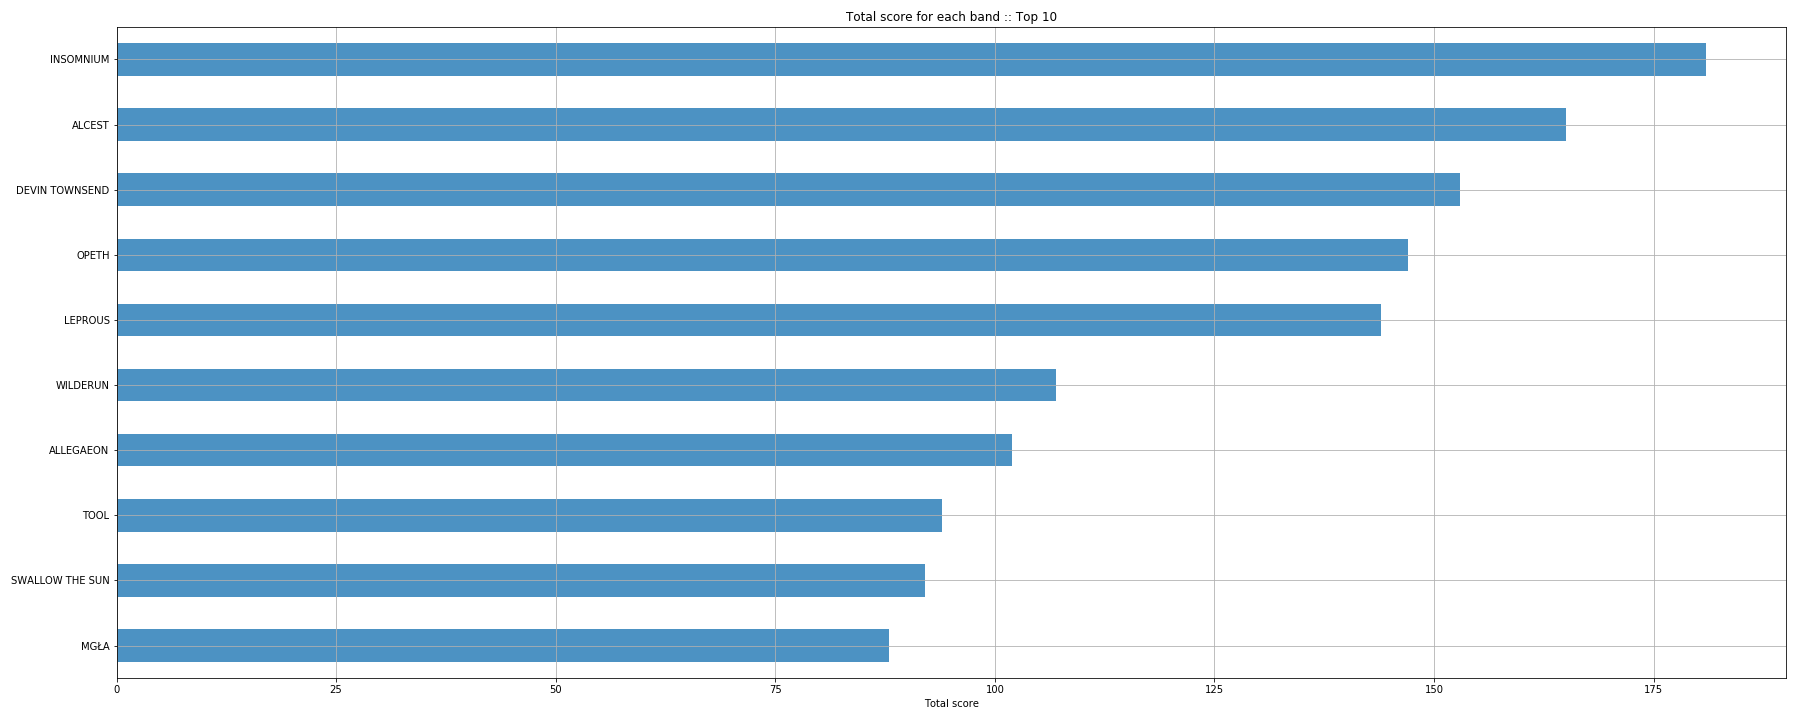 Total score for each band :: Top 10
INSOMNIUM
ALCEST
DEVIN TOWNSEND
OPETH
LEPROUS
WILDERUN
ALLEGAEON
TOOL
SWALLOW THE SUN
MGŁA
0 25 50 75 100 125 150 175
Total score